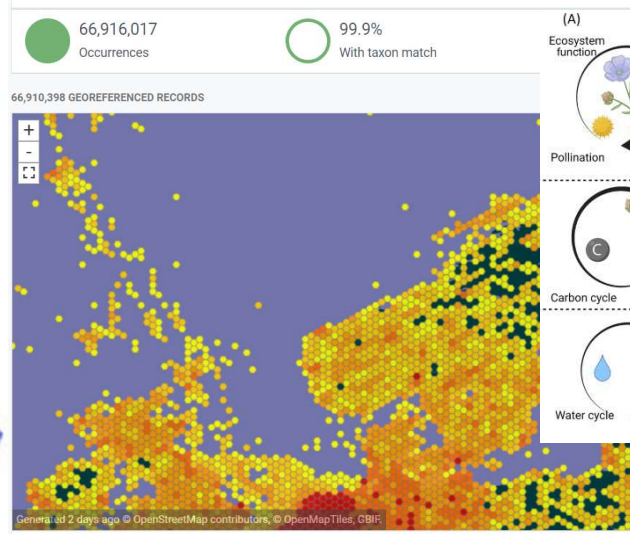 66,916,017
Occurrences
99.9%
With taxon match
66,910,398 GEOREFERENCED RECORDS
+
-
Generated 2 days ago © OpenStreetMap contributors, © OpenMapTiles, GBIF.
(A)
Ecosystem
function
Pollination
C
Carbon cycle
Water cycle